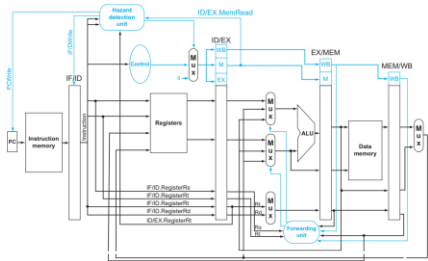 Hazard
detection
unit
ID/EX.MemRead
IF/IDWrite
PCWrite
ID/EX
WB
EX/MEM
Control
M
u
x
M
WB
MEM/WB
0
EX
M
WB
IF/ID
PC
Instruction
memory
Instruction
Registers
M
u
x
ALU
M
u
x
Data
memory
M
u
x
IF/ID.RegisterRs
IF/ID.RegisterRt
IF/ID.RegisterRt
IF/ID.RegisterRd
ID/EX.RegisterRt
Rt
Rd
M
u
x
Rs
Rt
Forwarding
unit